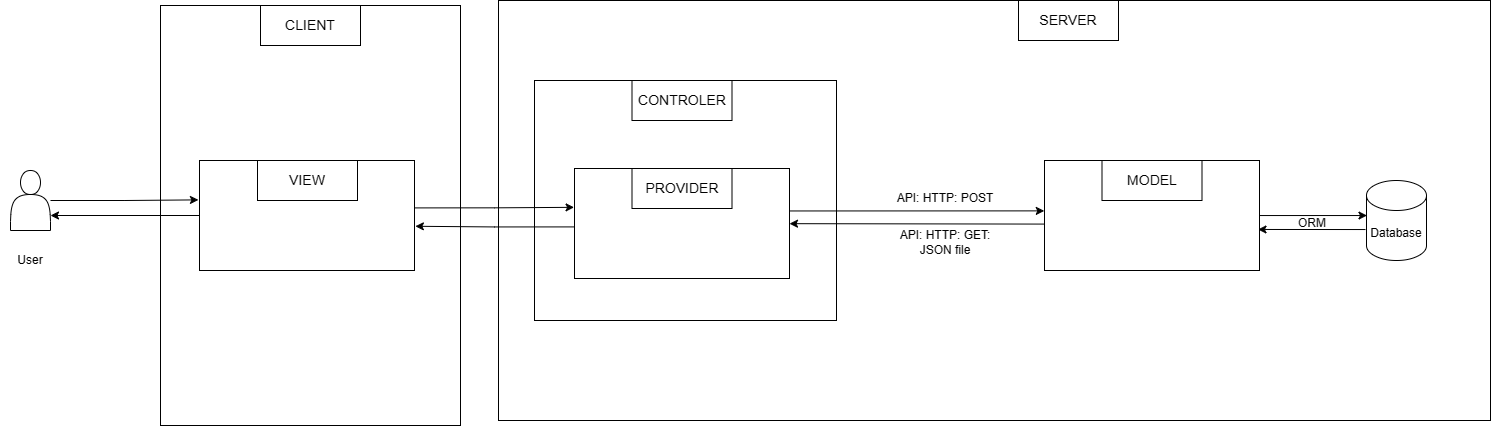 CLIENT
SERVER
CONTROLER
VIEW
PROVIDER
MODEL
API: HTTP: POST
API: HTTP: GET:
JSON file
ORM
Database
User